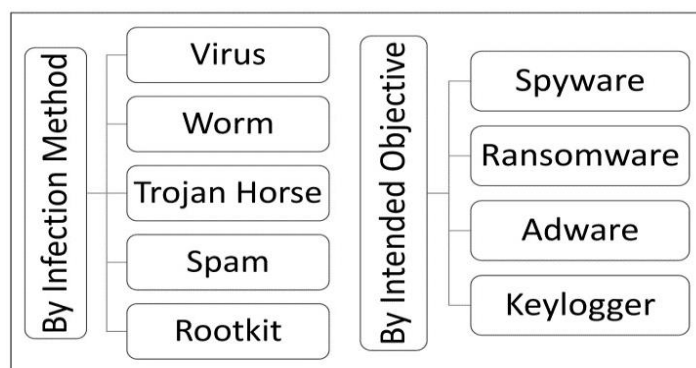 By Infection Method
Virus
Worm
Trojan Horse
Spam
Rootkit
By Intended Objective
Spyware
Ransomware
Adware
Keylogger